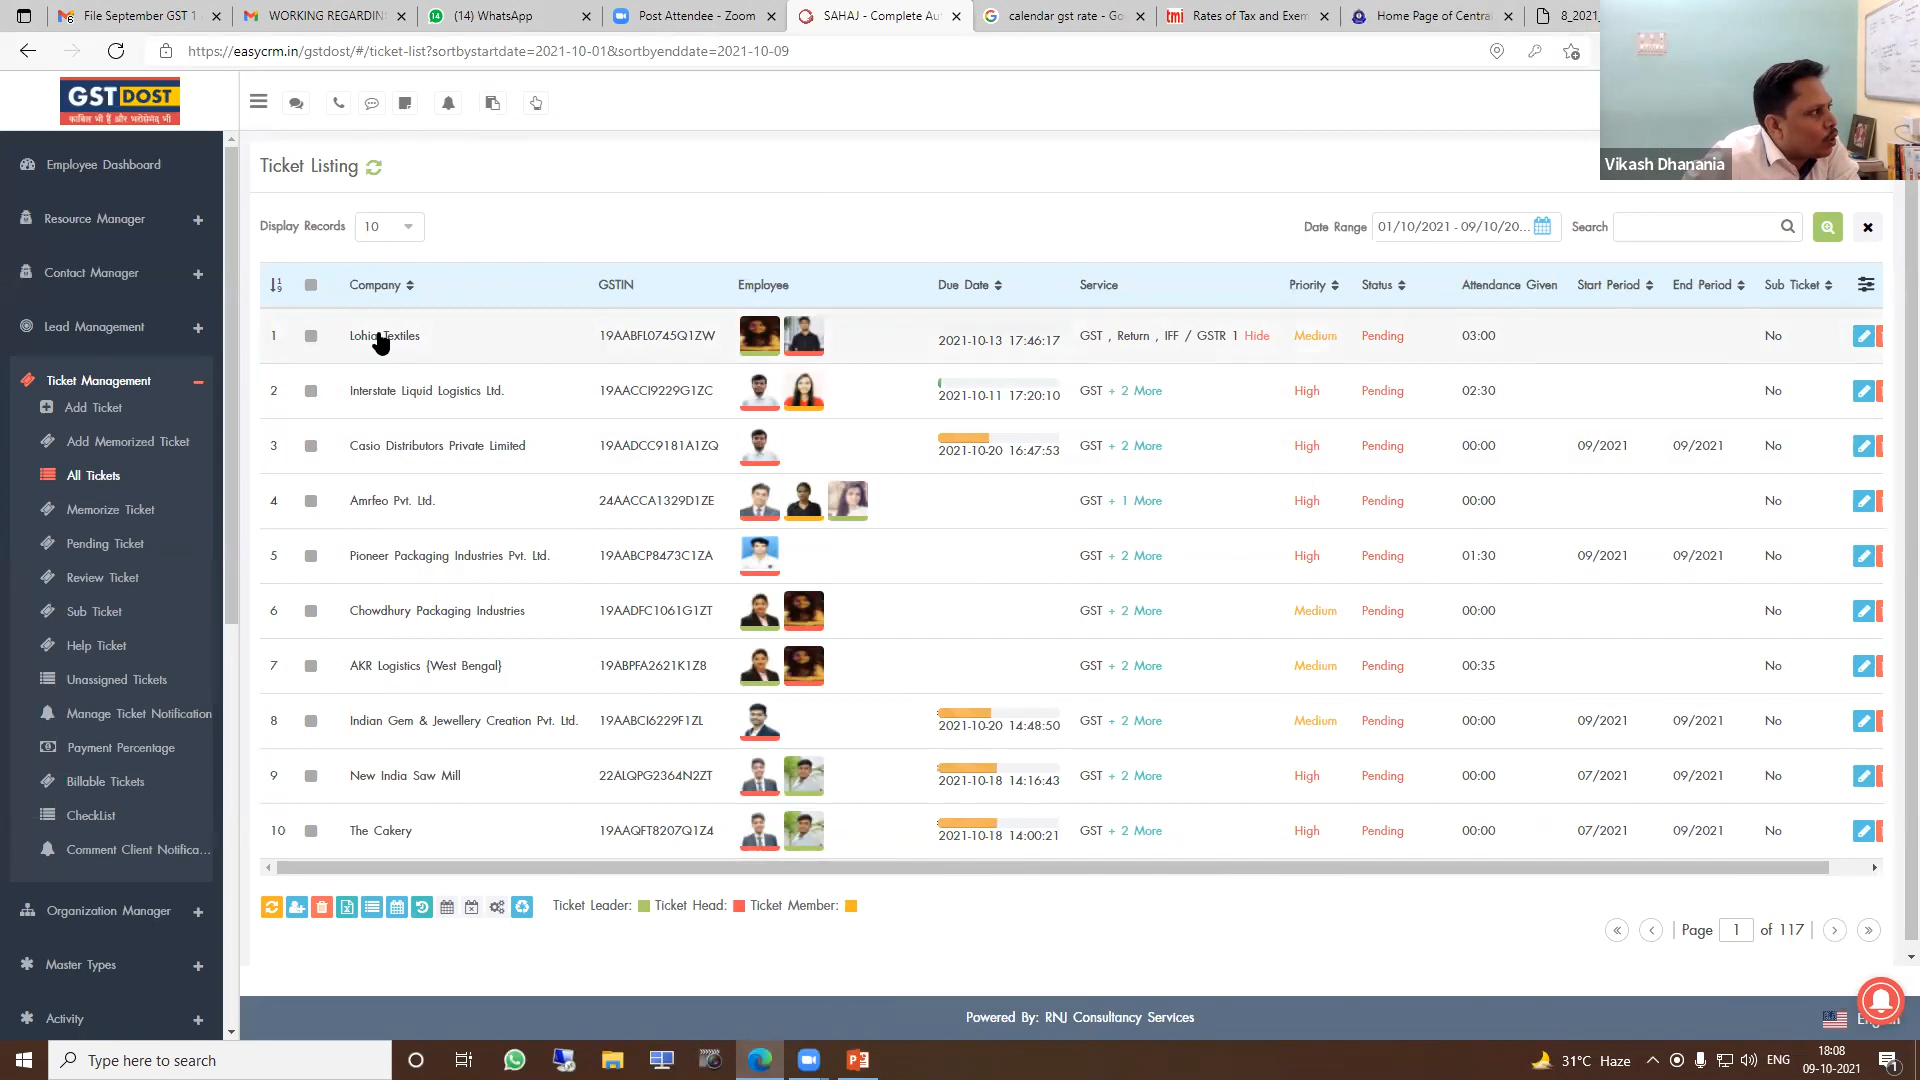 File September GST 1
WORKING REGARDIN
(14) WhatsApp
Post Attendee - Zoom
SAHAJ - Complete Au
calendar gst rate - Go
tmi Rates of Tax and Exem
Home Page of Central
8_2021_
https://easycrm.in/gstdost/#/ticket-list?sortbystartdate=2021-10-01&sortbyenddate=2021-10-09
GST DOST
काबिल भी हैं और भरोसेमंद भी
Vikash Dhanania
Employee Dashboard
Resource Manager
Contact Manager
Lead Management
Ticket Management
Add Ticket
Add Memorized Ticket
All Tickets
Memorize Ticket
Pending Ticket
Review Ticket
Sub Ticket
Help Ticket
Unassigned Tickets
Manage Ticket Notification
Payment Percentage
Billable Tickets
CheckList
Comment Client Notifica...
Organization Manager
Master Types
Activity
Ticket Listing
Display Records 10 Date Range 01/10/2021 - 09/10/20... Search
Company GSTIN Employee Due Date Service Priority Status Attendance Given Start Period End Period Sub Ticket
1 Lohia Textiles 19AABFL0745Q1ZW 2021-10-13 17:46:17 GST , Return , IFF / GSTR 1 Hide Medium Pending 03:00 No
2 Interstate Liquid Logistics Ltd. 19AACCI9229G1ZC 2021-10-11 17:20:10 GST + 2 More High Pending 02:30 No
3 Casio Distributors Private Limited 19AADCC9181A1ZQ 2021-10-20 16:47:53 GST + 2 More High Pending 00:00 09/2021 09/2021 No
4 Amrfeo Pvt. Ltd. 24AACCA1329D1ZE GST + 1 More High Pending 00:00 No
5 Pioneer Packaging Industries Pvt. Ltd. 19AABCP8473C1ZA GST + 2 More High Pending 01:30 09/2021 09/2021 No
6 Chowdhury Packaging Industries 19AADFC1061G1ZT GST + 2 More Medium Pending 00:00 No
7 AKR Logistics {West Bengal} 19ABPFA2621K1Z8 GST + 2 More Medium Pending 00:35 No
8 Indian Gem & Jewellery Creation Pvt. Ltd. 19AABCI6229F1ZL 2021-10-20 14:48:50 GST + 2 More Medium Pending 00:00 09/2021 09/2021 No
9 New India Saw Mill 22ALQPG2364N2ZT 2021-10-18 14:16:43 GST + 2 More High Pending 00:00 07/2021 09/2021 No
10 The Cakery 19AAQFT8207Q1Z4 2021-10-18 14:00:21 GST + 2 More High Pending 00:00 07/2021 09/2021 No
Ticket Leader: Ticket Head: Ticket Member:
Page 1 of 117
Powered By: RNJ Consultancy Services
Type here to search
31°C Haze
ENG
18:08
09-10-2021